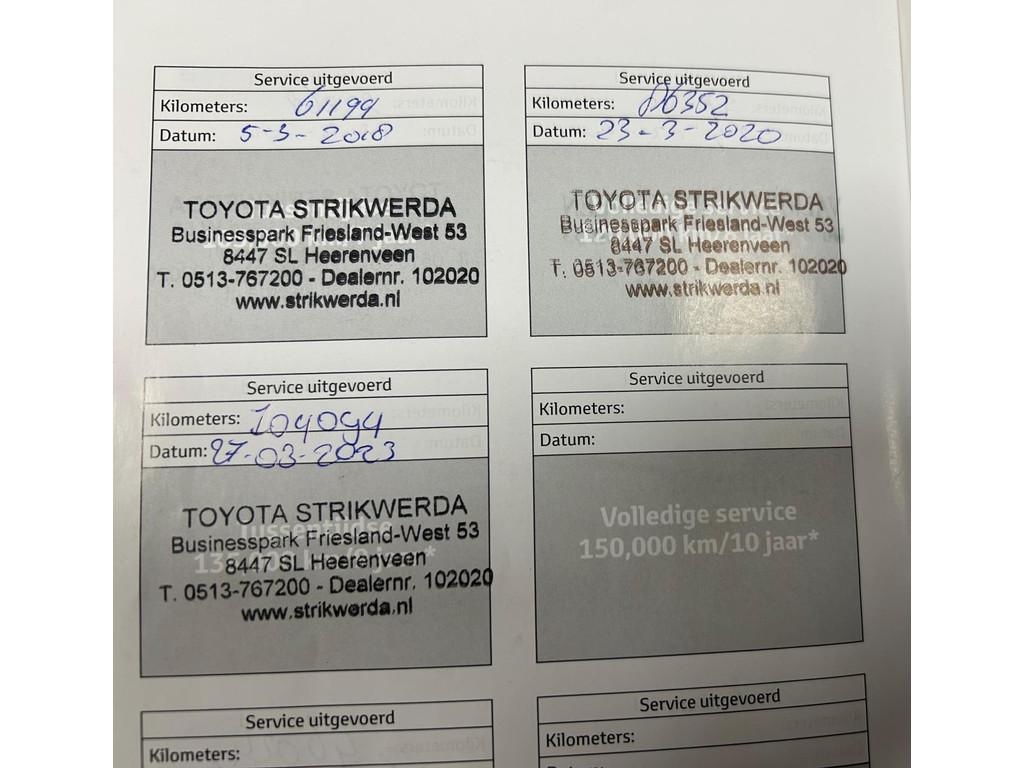 Service uitgevoerd
Kilometers: 61199
Datum: 5-3-2018
TOYOTA STRIKWERDA
Businesspark Friesland-West 53
8447 SL Heerenveen
T. 0513-767200 - Dealernr. 102020
www.strikwerda.nl
Service uitgevoerd
Kilometers:
Datum: 23-3-2020
TOYOTA STRIKWERDA
Businesspark Friesland-West 53
8447 SL Heerenveen
T. 0513-767200 - Dealernr. 102020
www.strikwerda.nl
Service uitgevoerd
Kilometers: 104094
Datum: 27-03-2023
TOYOTA STRIKWERDA
Tussentijdse
Businesspark Friesland-West 53
8447 SL Heerenveen
T. 0513-767200 - Dealernr. 102020
www.strikwerda.nl
Service uitgevoerd
Kilometers:
Datum:
Volledige service
150,000 km/10 jaar*
Service uitgevoerd
Kilometers:
Service uitgevoerd
Kilometers: